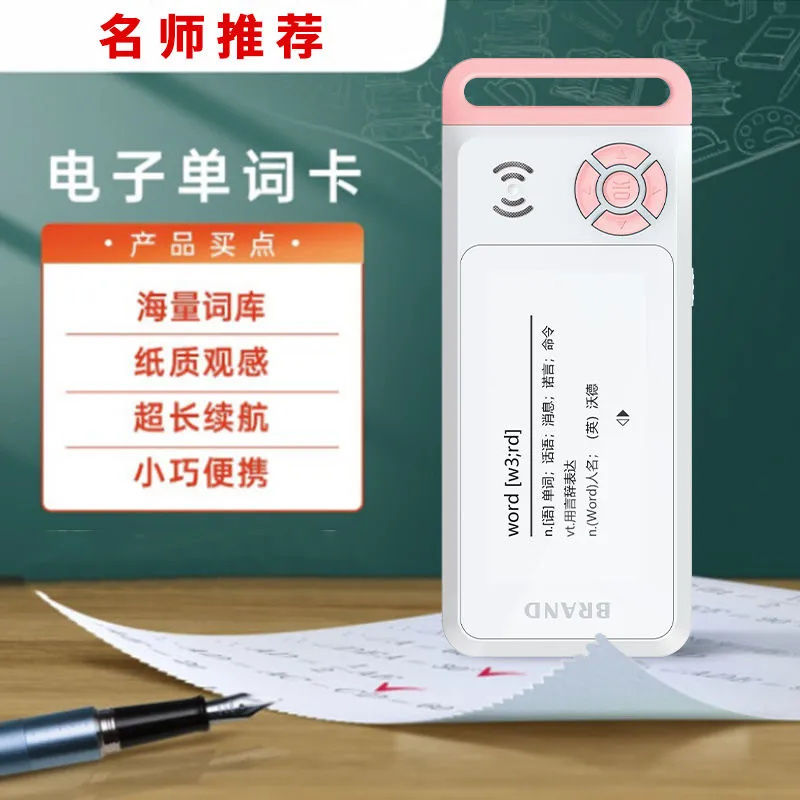 名师推荐
电子单词卡
·产品买点·
海量词库
纸质观感
超长续航
小巧便携
OK
word [w3;rd]
n.[语] 单词；话语；消息；诺言；命令
vt.用言辞表达
n.(Word)人名；（英）沃德
BRAND